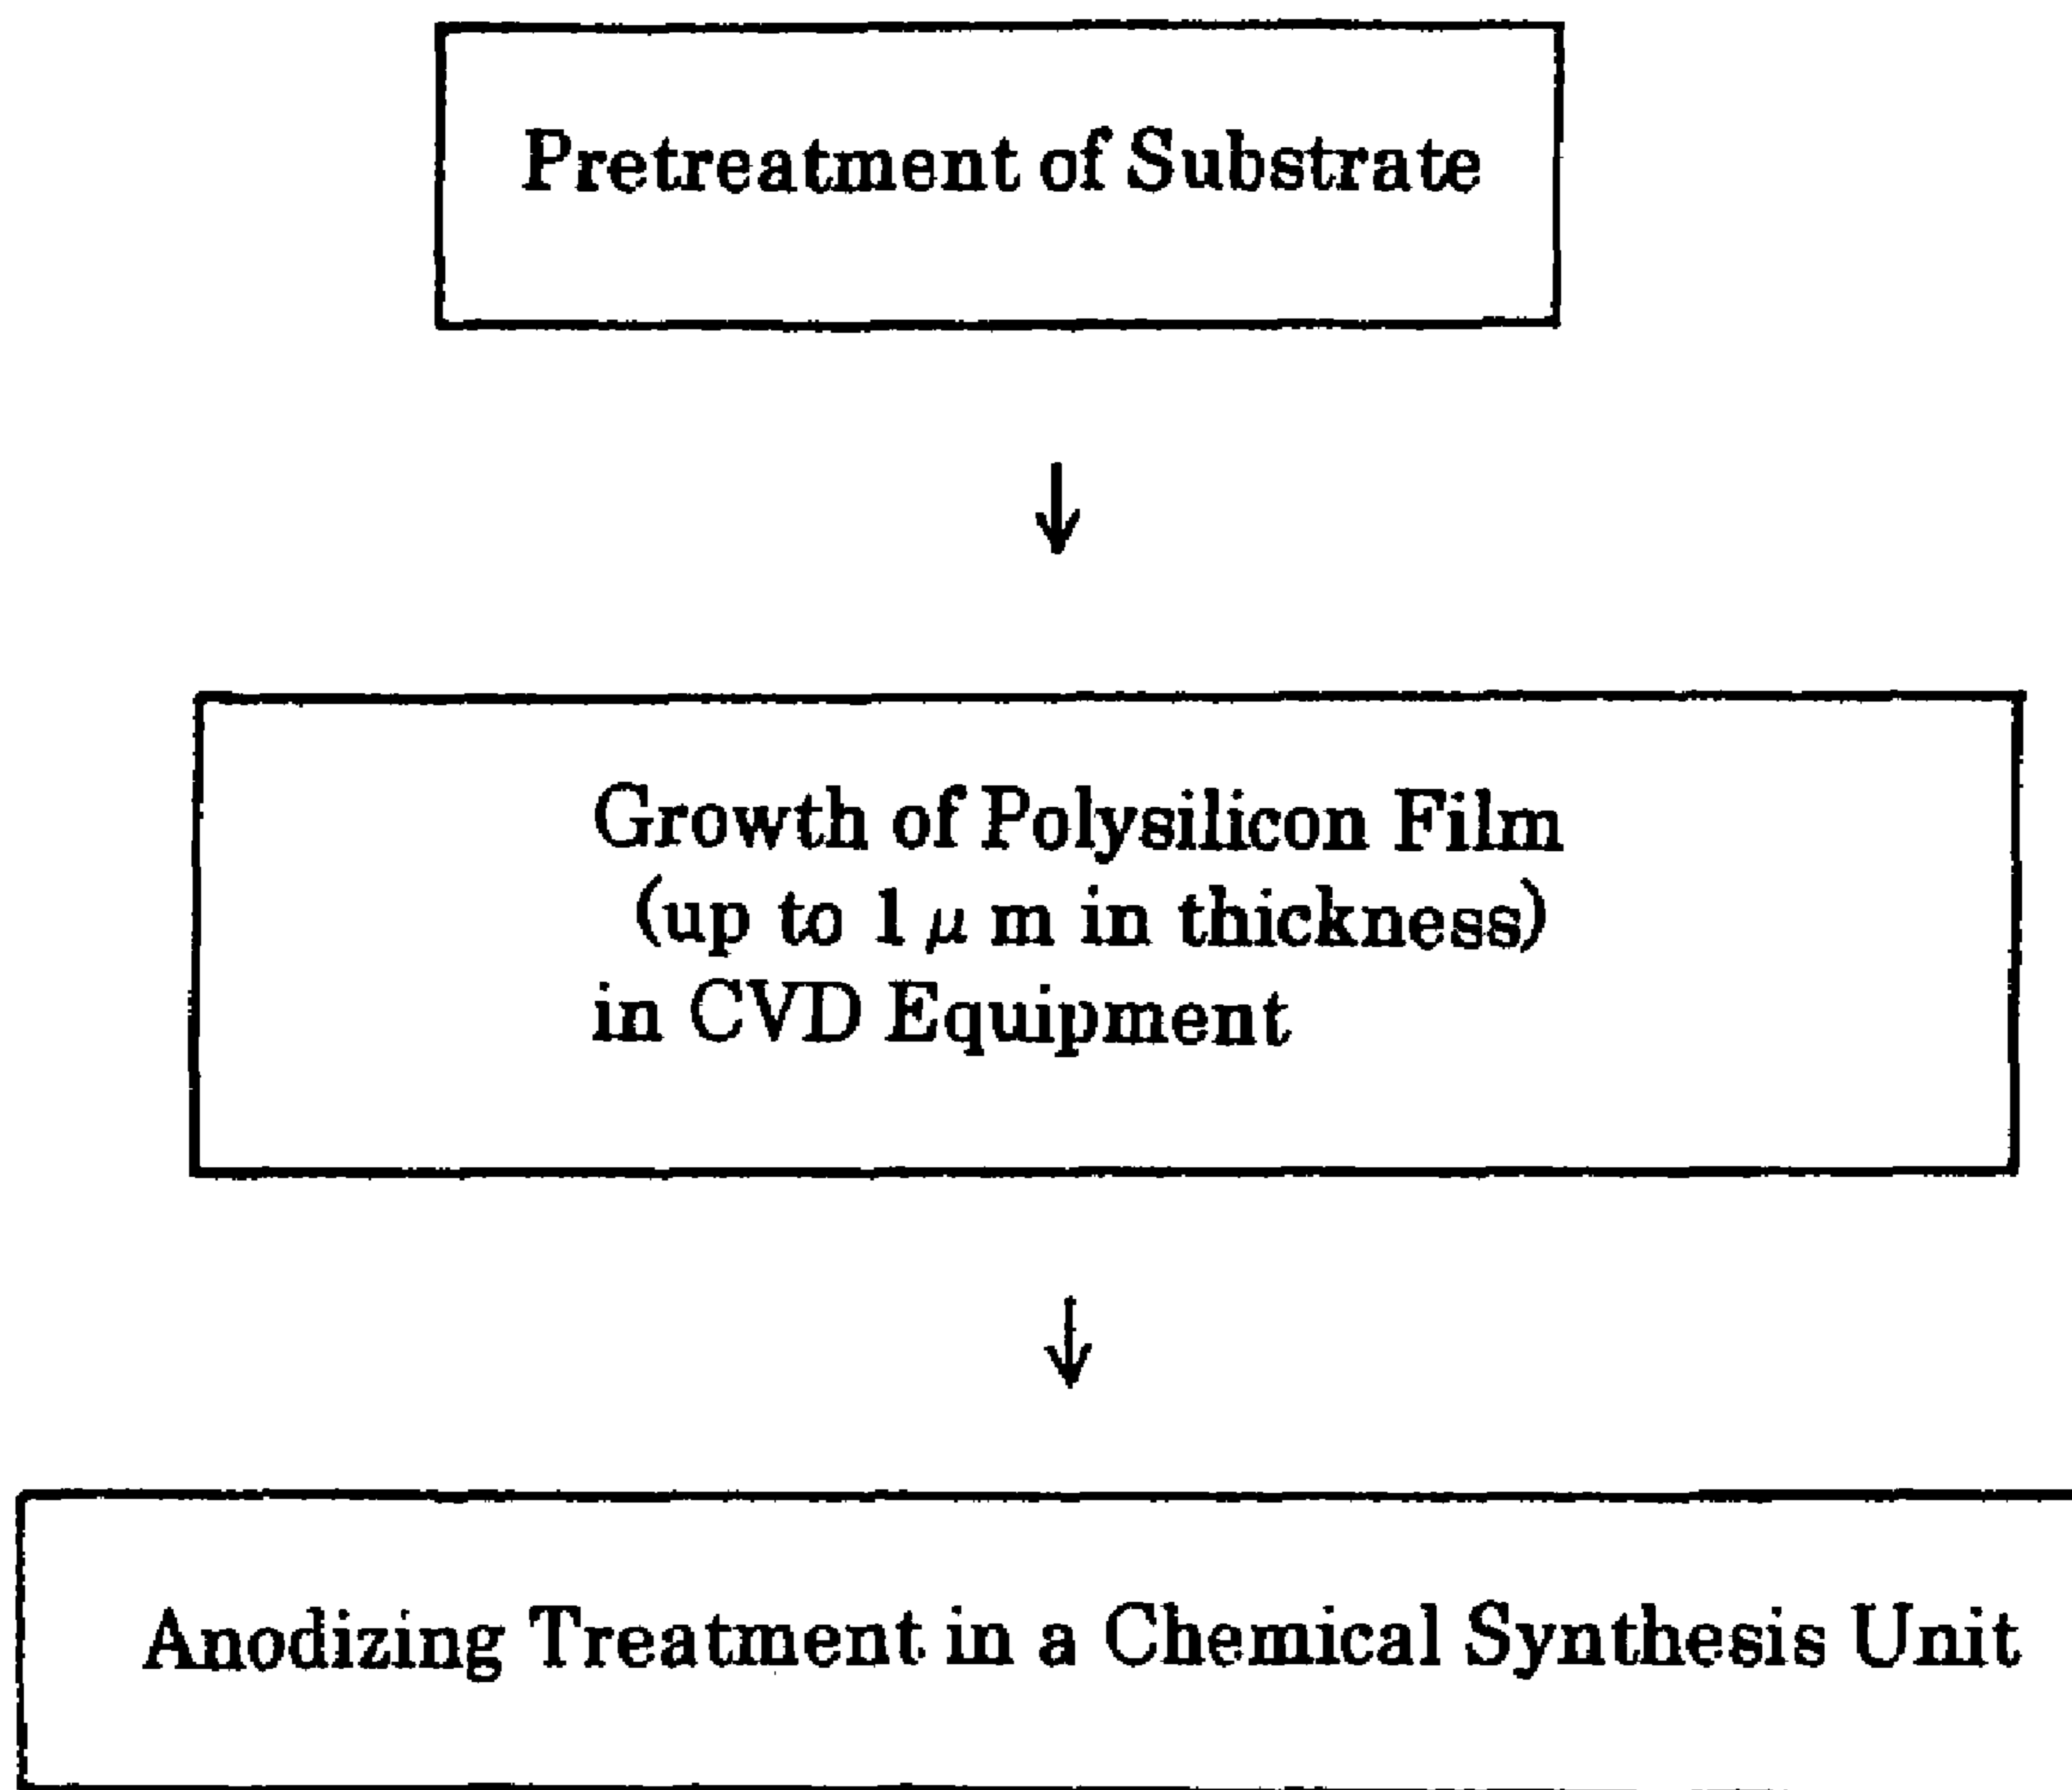 Pretreatment of Substrate
Growth of Polysilicon Film
(up to 1 μ m in thickness)
in CVD Equipment
Anodizing Treatment in a Chemical Synthesis Unit